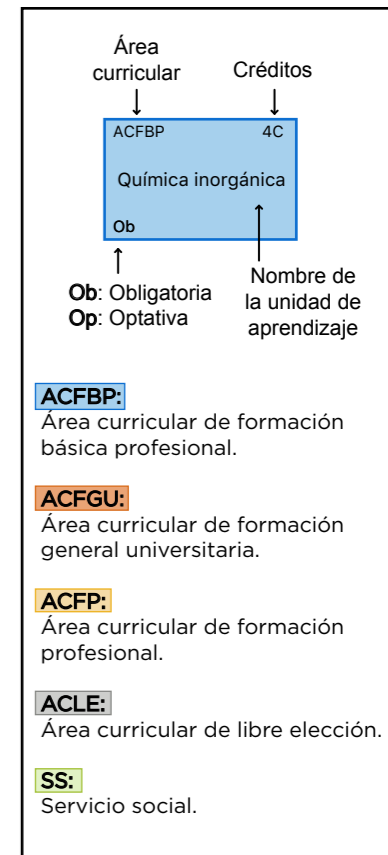 Área
curricular
Créditos
ACFBP
4C
Química inorgánica
Ob
Ob: Obligatoria
Op: Optativa
Nombre de
la unidad de
aprendizaje
ACFBP:
Área curricular de formación
básica profesional.
ACFGU:
Área curricular de formación
general universitaria.
ACFP:
Área curricular de formación
profesional.
ACLE:
Área curricular de libre elección.
SS:
Servicio social.